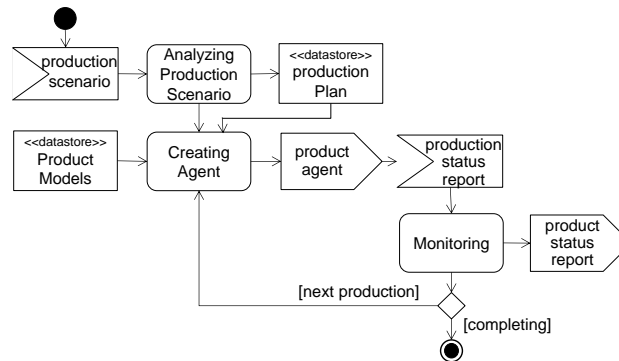 production
scenario
Analyzing
Production
Scenario
<<datastore>>
production
Plan
<<datastore>>
Product
Models
Creating
Agent
product
agent
production
status
report
Monitoring
product
status
report
[next production]
[completing]